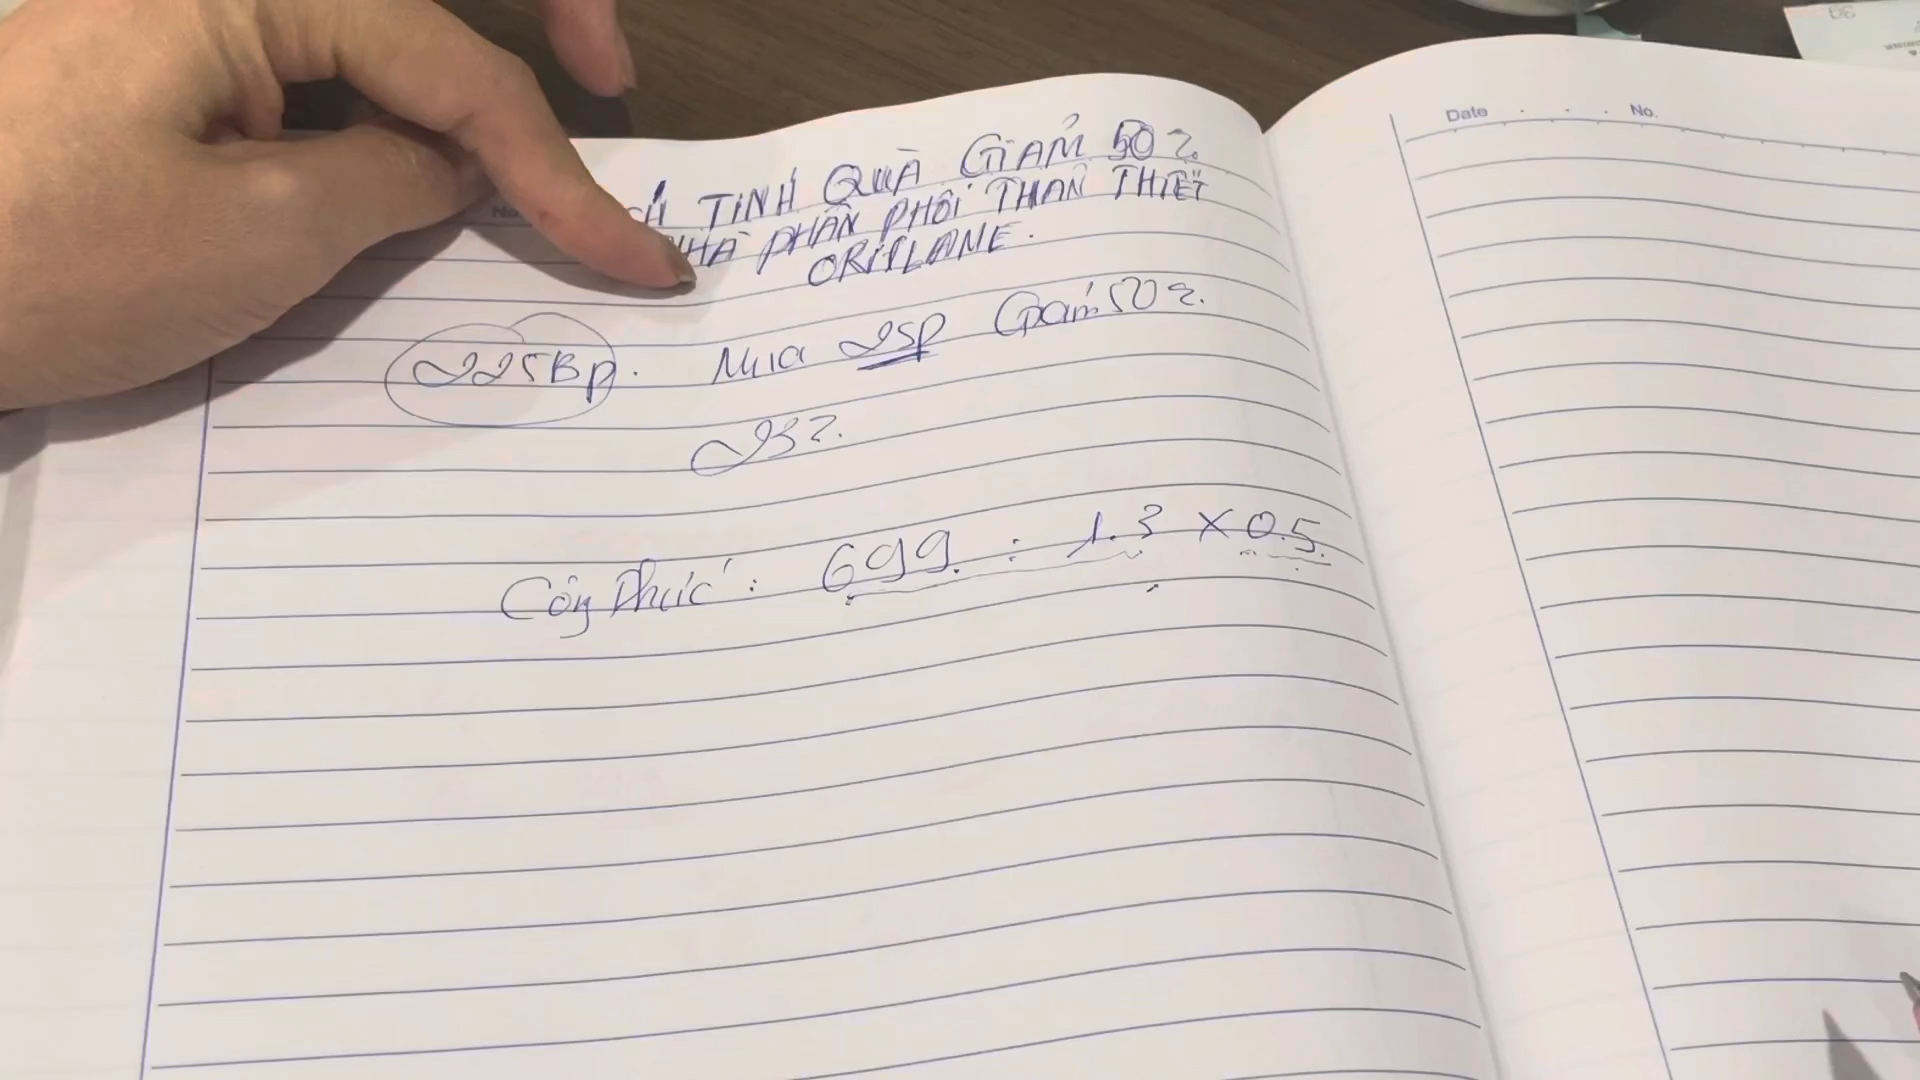 TÍNH QUÀ GIẢM 50%
NHÀ PHÂN PHỐI THÂN THIẾT
ORIFLAME.
225Bp. Mua 2SP Giảm 50%.
23%.
Công Thức: 699 : 1.3 X 0.5
Date No.